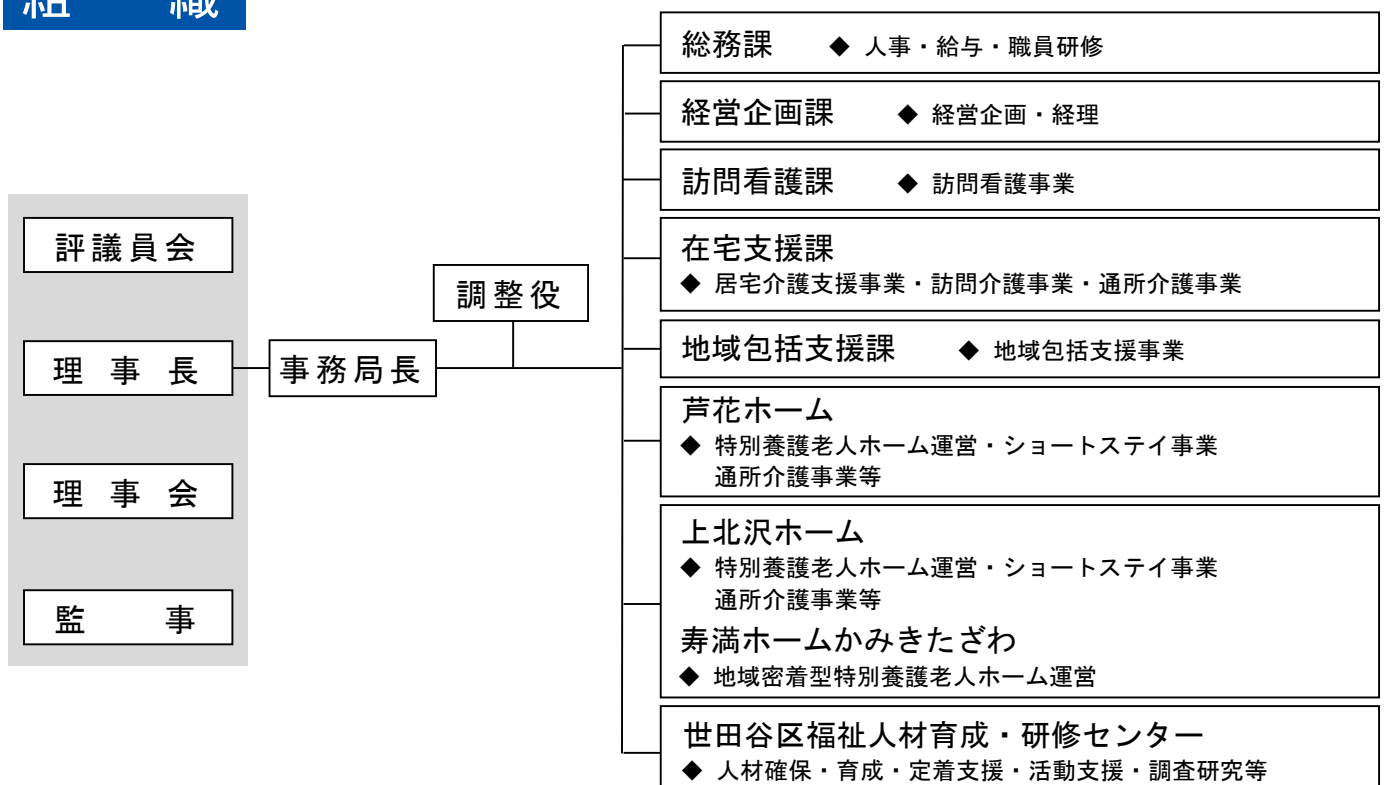 組　織
評議員会
理事長
理事会
監事
事務局長
調整役
総務課　◆ 人事・給与・職員研修
経営企画課　◆ 経営企画・経理
訪問看護課　◆ 訪問看護事業
在宅支援課
◆ 居宅介護支援事業・訪問介護事業・通所介護事業
地域包括支援課　◆ 地域包括支援事業
芦花ホーム
◆ 特別養護老人ホーム運営・ショートステイ事業
通所介護事業等
上北沢ホーム
◆ 特別養護老人ホーム運営・ショートステイ事業
通所介護事業等
寿満ホームかみきたざわ
◆ 地域密着型特別養護老人ホーム運営
世田谷区福祉人材育成・研修センター
◆ 人材確保・育成・定着支援・活動支援・調査研究等